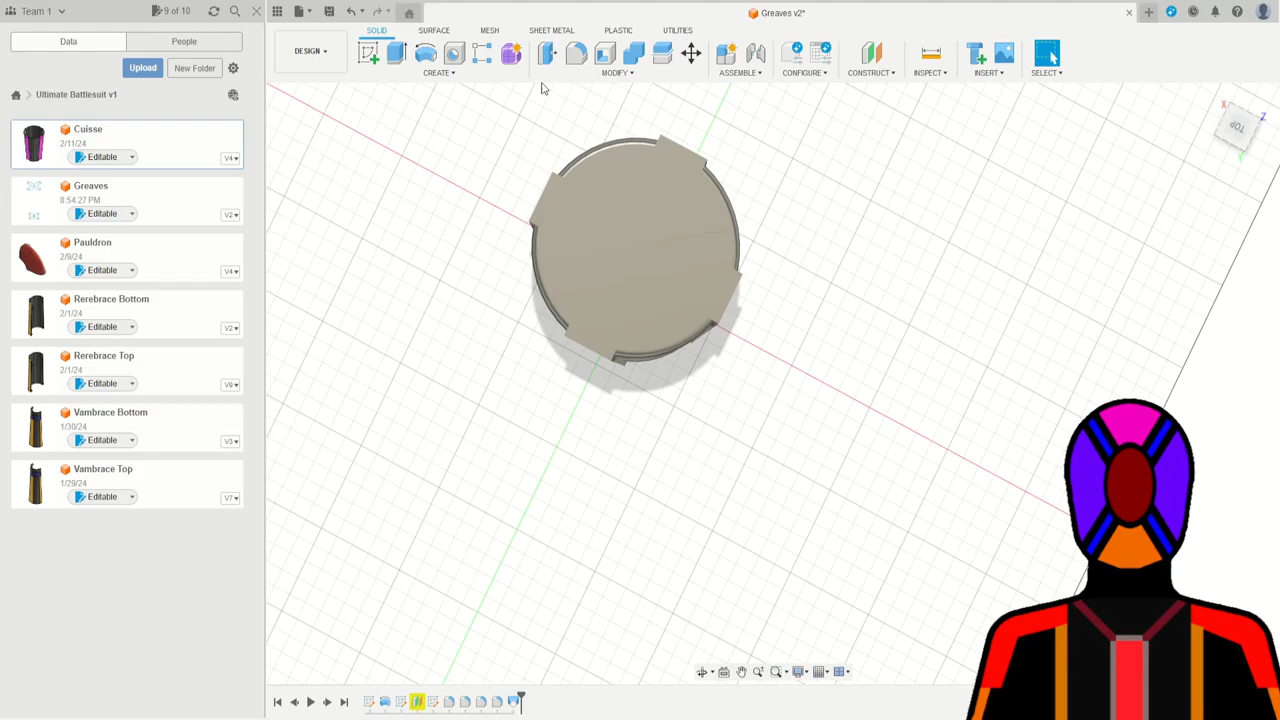 Team 1
9 of 10
Greaves v2*
Data
People
Upload
New Folder
Ultimate Battlesuit v1
Cuisse
2/11/24
Editable
V4
Greaves
8:54:27 PM
Editable
V2
Pauldron
2/9/24
Editable
V4
Rerebrace Bottom
2/1/24
Editable
V2
Rerebrace Top
2/1/24
Editable
V9
Vambrace Bottom
1/30/24
Editable
V3
Vambrace Top
1/29/24
Editable
V7
DESIGN
SOLID
SURFACE
MESH
SHEET METAL
PLASTIC
UTILITIES
CREATE
MODIFY
ASSEMBLE
CONFIGURE
CONSTRUCT
INSPECT
INSERT
SELECT
X
Z
TOP
Y